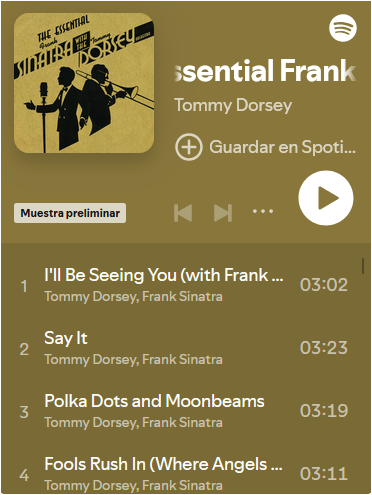 THE ESSENTIAL
Frank
SINATRA WITH THE Tommy DORSEY
ORCHESTRA
ssential Frank
Tommy Dorsey
Guardar en Spoti...
Muestra preliminar
1 I'll Be Seeing You (with Frank ... 03:02
Tommy Dorsey, Frank Sinatra
2 Say It 03:23
Tommy Dorsey, Frank Sinatra
3 Polka Dots and Moonbeams 03:19
Tommy Dorsey, Frank Sinatra
4 Fools Rush In (Where Angels ... 03:11
Tommy Dorsey, Frank Sinatra